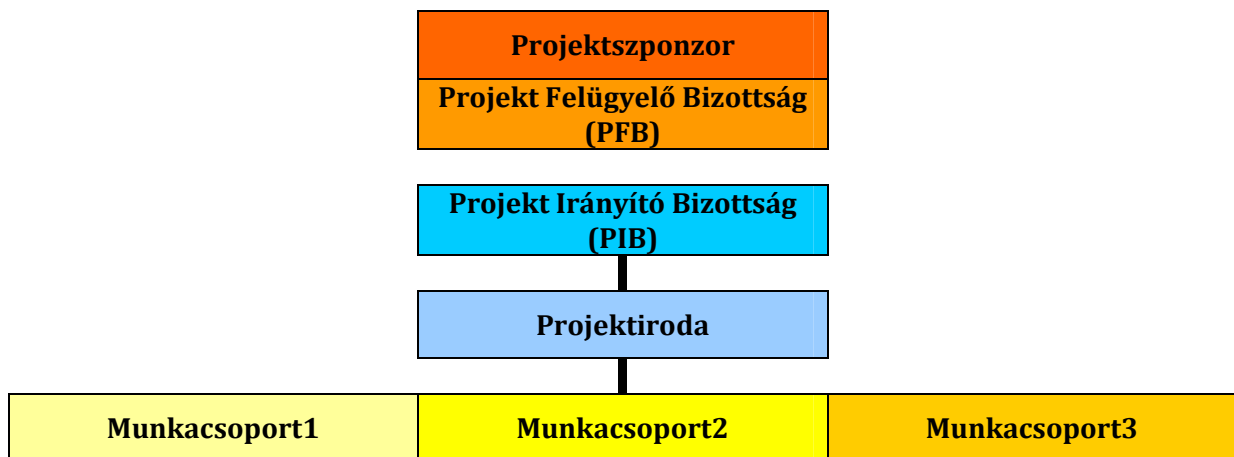 Projektszponzor
Projekt Felügyelő Bizottság
(PFB)
Projekt Irányító Bizottság
(PIB)
Projektiroda
Munkacsoport1
Munkacsoport2
Munkacsoport3